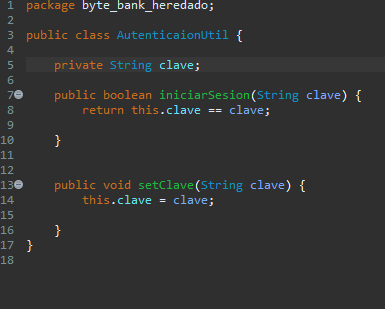 1 package byte_bank_heredado;
2
3 public class AutenticaionUtil {
4
5     private String clave;
6
7     public boolean iniciarSesion(String clave) {
8         return this.clave == clave;
9
10     }
11
12
13     public void setClave(String clave) {
14         this.clave = clave;
15
16     }
17 }
18